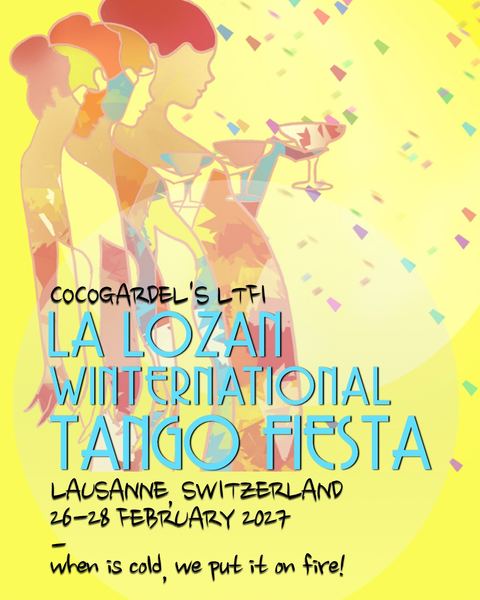 COCOGARDEL'S LTFI
LA LOZAN
WINTERNATIONAL
TANGO FIESTA
LAUSANNE, SWITZERLAND
26-28 FEBRUARY 2027
–
when is cold, we put it on fire!